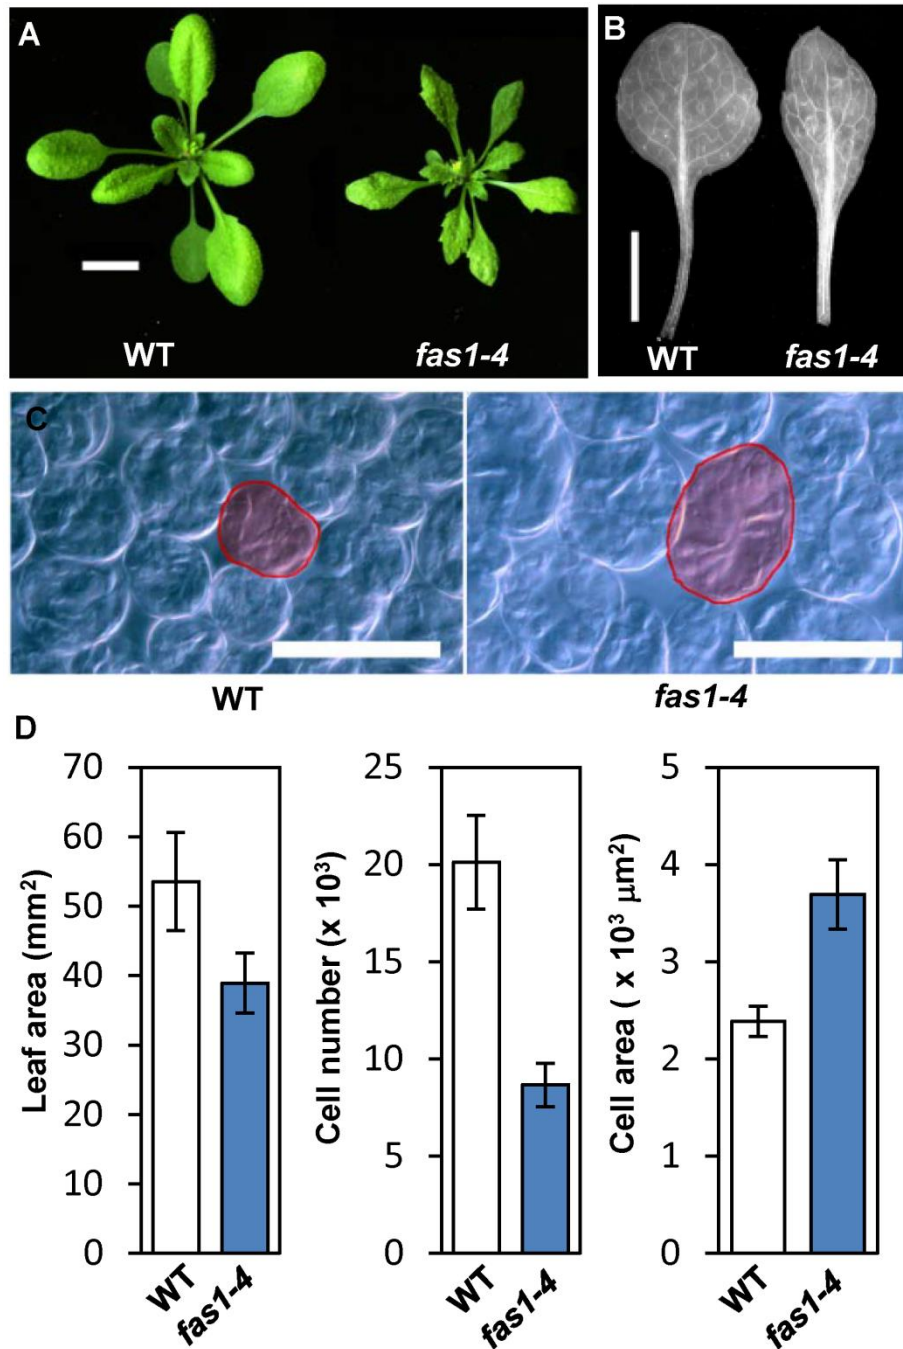 A
B
WT
fas1-4
WT
fas1-4
C
WT
fas1-4
D
Leaf area (mm²)
70
60
50
40
30
20
10
0
WT
fas1-4
Cell number (x 10³)
25
20
15
10
5
0
WT
fas1-4
Cell area ( x 10³ μm²)
5
4
3
2
1
0
WT
fas1-4